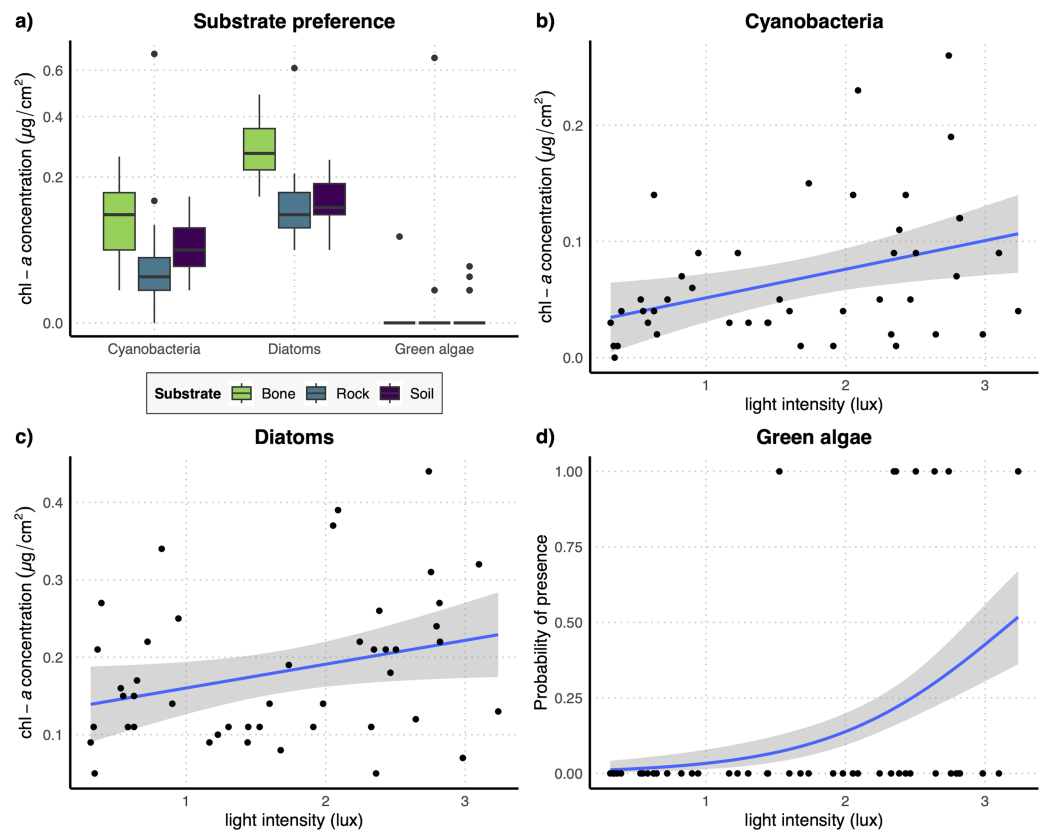 a) Substrate preference
chl – a concentration (µg/cm²)
0.6
0.4
0.2
0.0
Cyanobacteria Diatoms Green algae
Substrate Bone Rock Soil
b) Cyanobacteria
chl – a concentration (µg/cm²)
0.2
0.1
0.0
1 2 3
light intensity (lux)
c) Diatoms
chl – a concentration (µg/cm²)
0.4
0.3
0.2
0.1
1 2 3
light intensity (lux)
d) Green algae
Probability of presence
1.00
0.75
0.50
0.25
0.00
1 2 3
light intensity (lux)